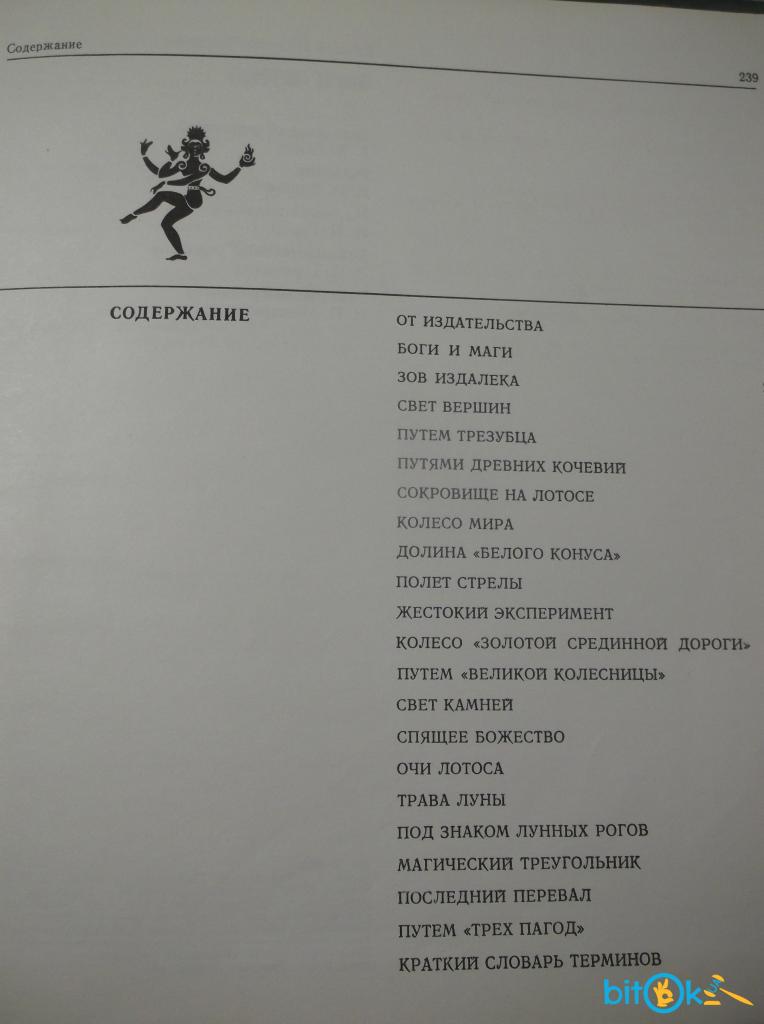 Содержание
239
СОДЕРЖАНИЕ
ОТ ИЗДАТЕЛЬСТВА
БОГИ И МАГИ
ЗОВ ИЗДАЛЕКА
СВЕТ ВЕРШИН
ПУТЕМ ТРЕЗУБЦА
ПУТЯМИ ДРЕВНИХ КОЧЕВИЙ
СОКРОВИЩЕ НА ЛОТОСЕ
КОЛЕСО МИРА
ДОЛИНА «БЕЛОГО КОНУСА»
ПОЛЕТ СТРЕЛЫ
ЖЕСТОКИЙ ЭКСПЕРИМЕНТ
КОЛЕСО «ЗОЛОТОЙ СРЕДИННОЙ ДОРОГИ»
ПУТЕМ «ВЕЛИКОЙ КОЛЕСНИЦЫ»
СВЕТ КАМНЕЙ
СПЯЩЕЕ БОЖЕСТВО
ОЧИ ЛОТОСА
ТРАВА ЛУНЫ
ПОД ЗНАКОМ ЛУННЫХ РОГОВ
МАГИЧЕСКИЙ ТРЕУГОЛЬНИК
ПОСЛЕДНИЙ ПЕРЕВАЛ
ПУТЕМ «ТРЕХ ПАГОД»
КРАТКИЙ СЛОВАРЬ ТЕРМИНОВ
bitok UA